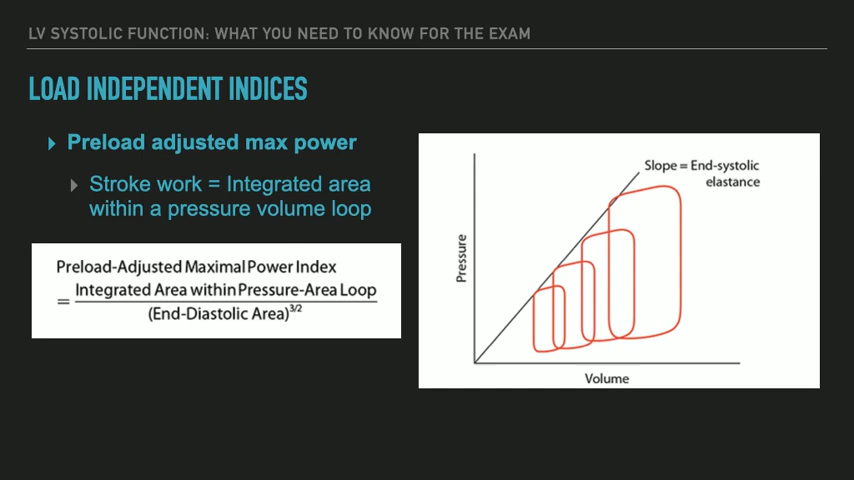 LV SYSTOLIC FUNCTION: WHAT YOU NEED TO KNOW FOR THE EXAM
LOAD INDEPENDENT INDICES
Preload adjusted max power
Stroke work = Integrated area
within a pressure volume loop
Preload-Adjusted Maximal Power Index
= Integrated Area within Pressure-Area Loop
(End-Diastolic Area)3/2
Slope = End-systolic
elastance
Pressure
Volume